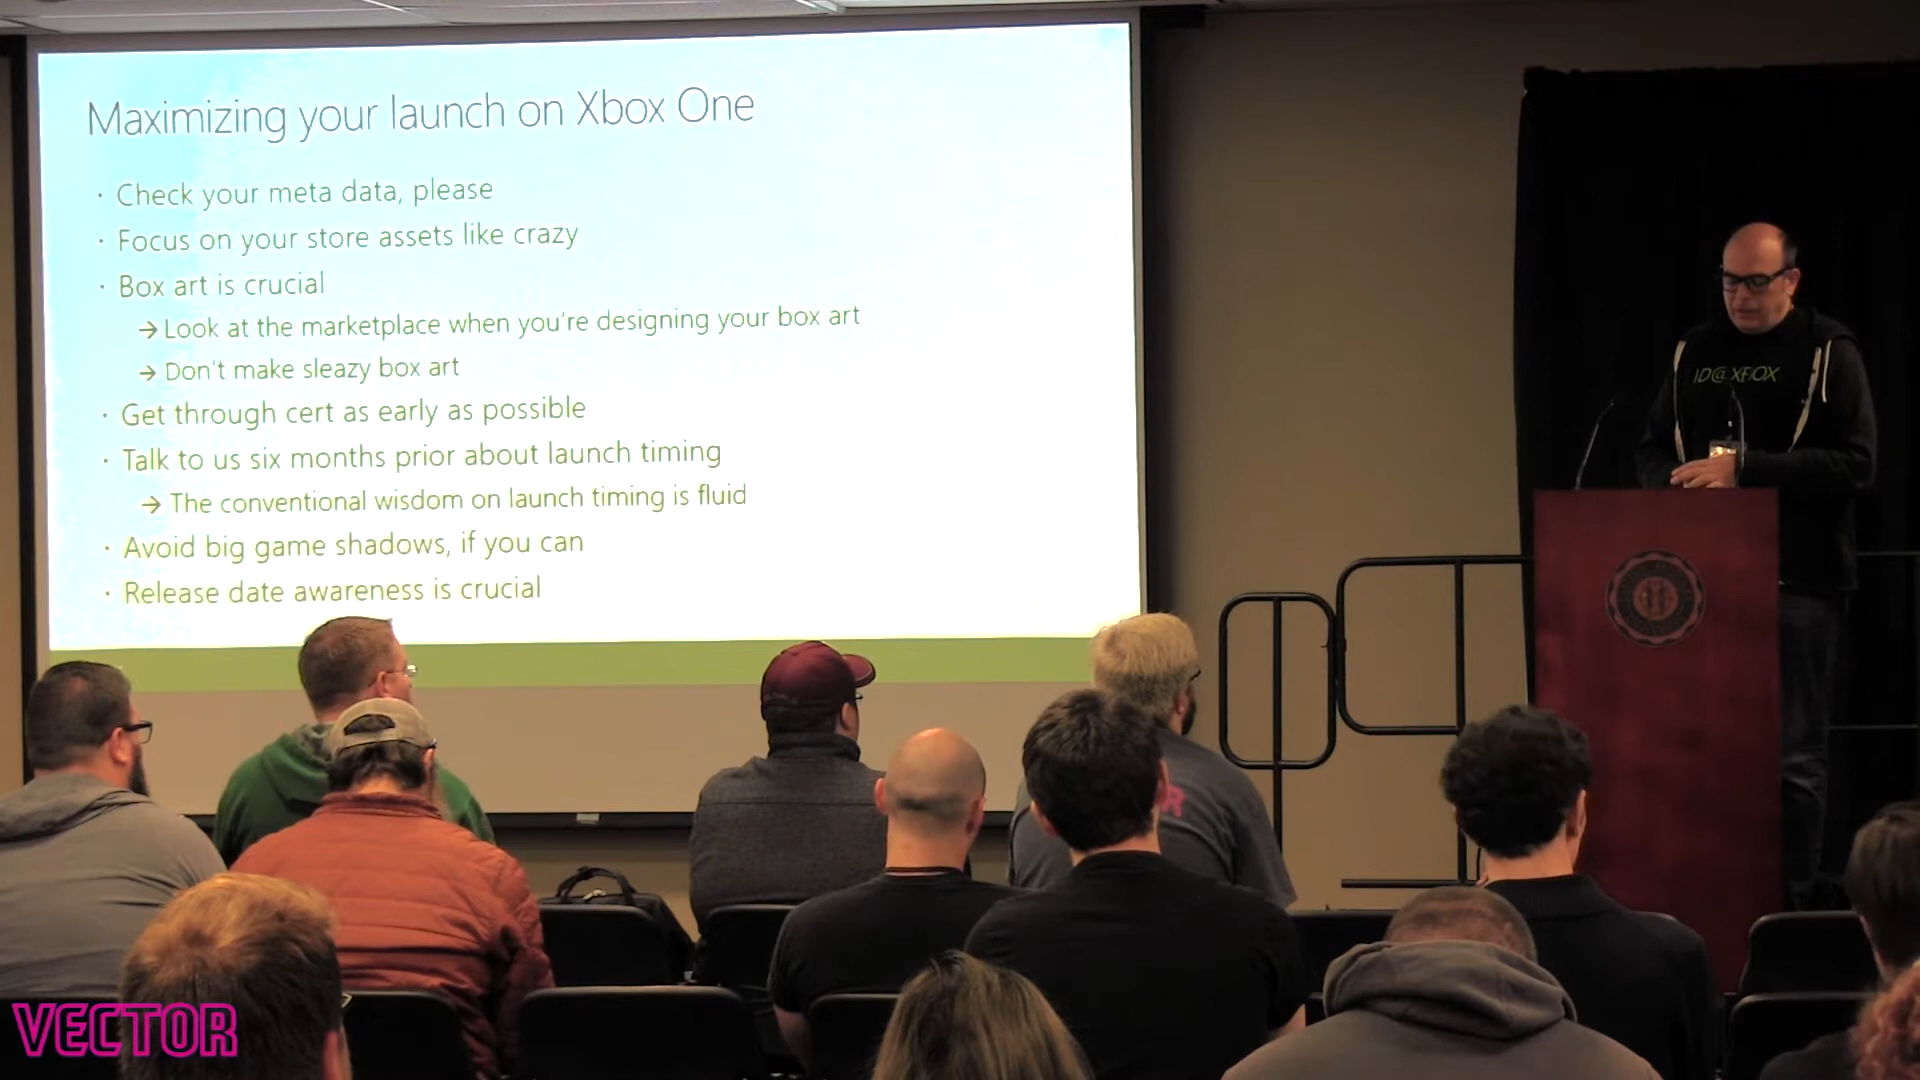 Maximizing your launch on Xbox One
· Check your meta data, please
· Focus on your store assets like crazy
· Box art is crucial
→ Look at the marketplace when you're designing your box art
→ Don't make sleazy box art
· Get through cert as early as possible
· Talk to us six months prior about launch timing
→ The conventional wisdom on launch timing is fluid
· Avoid big game shadows, if you can
· Release date awareness is crucial
ID@XBOX
VECTOR